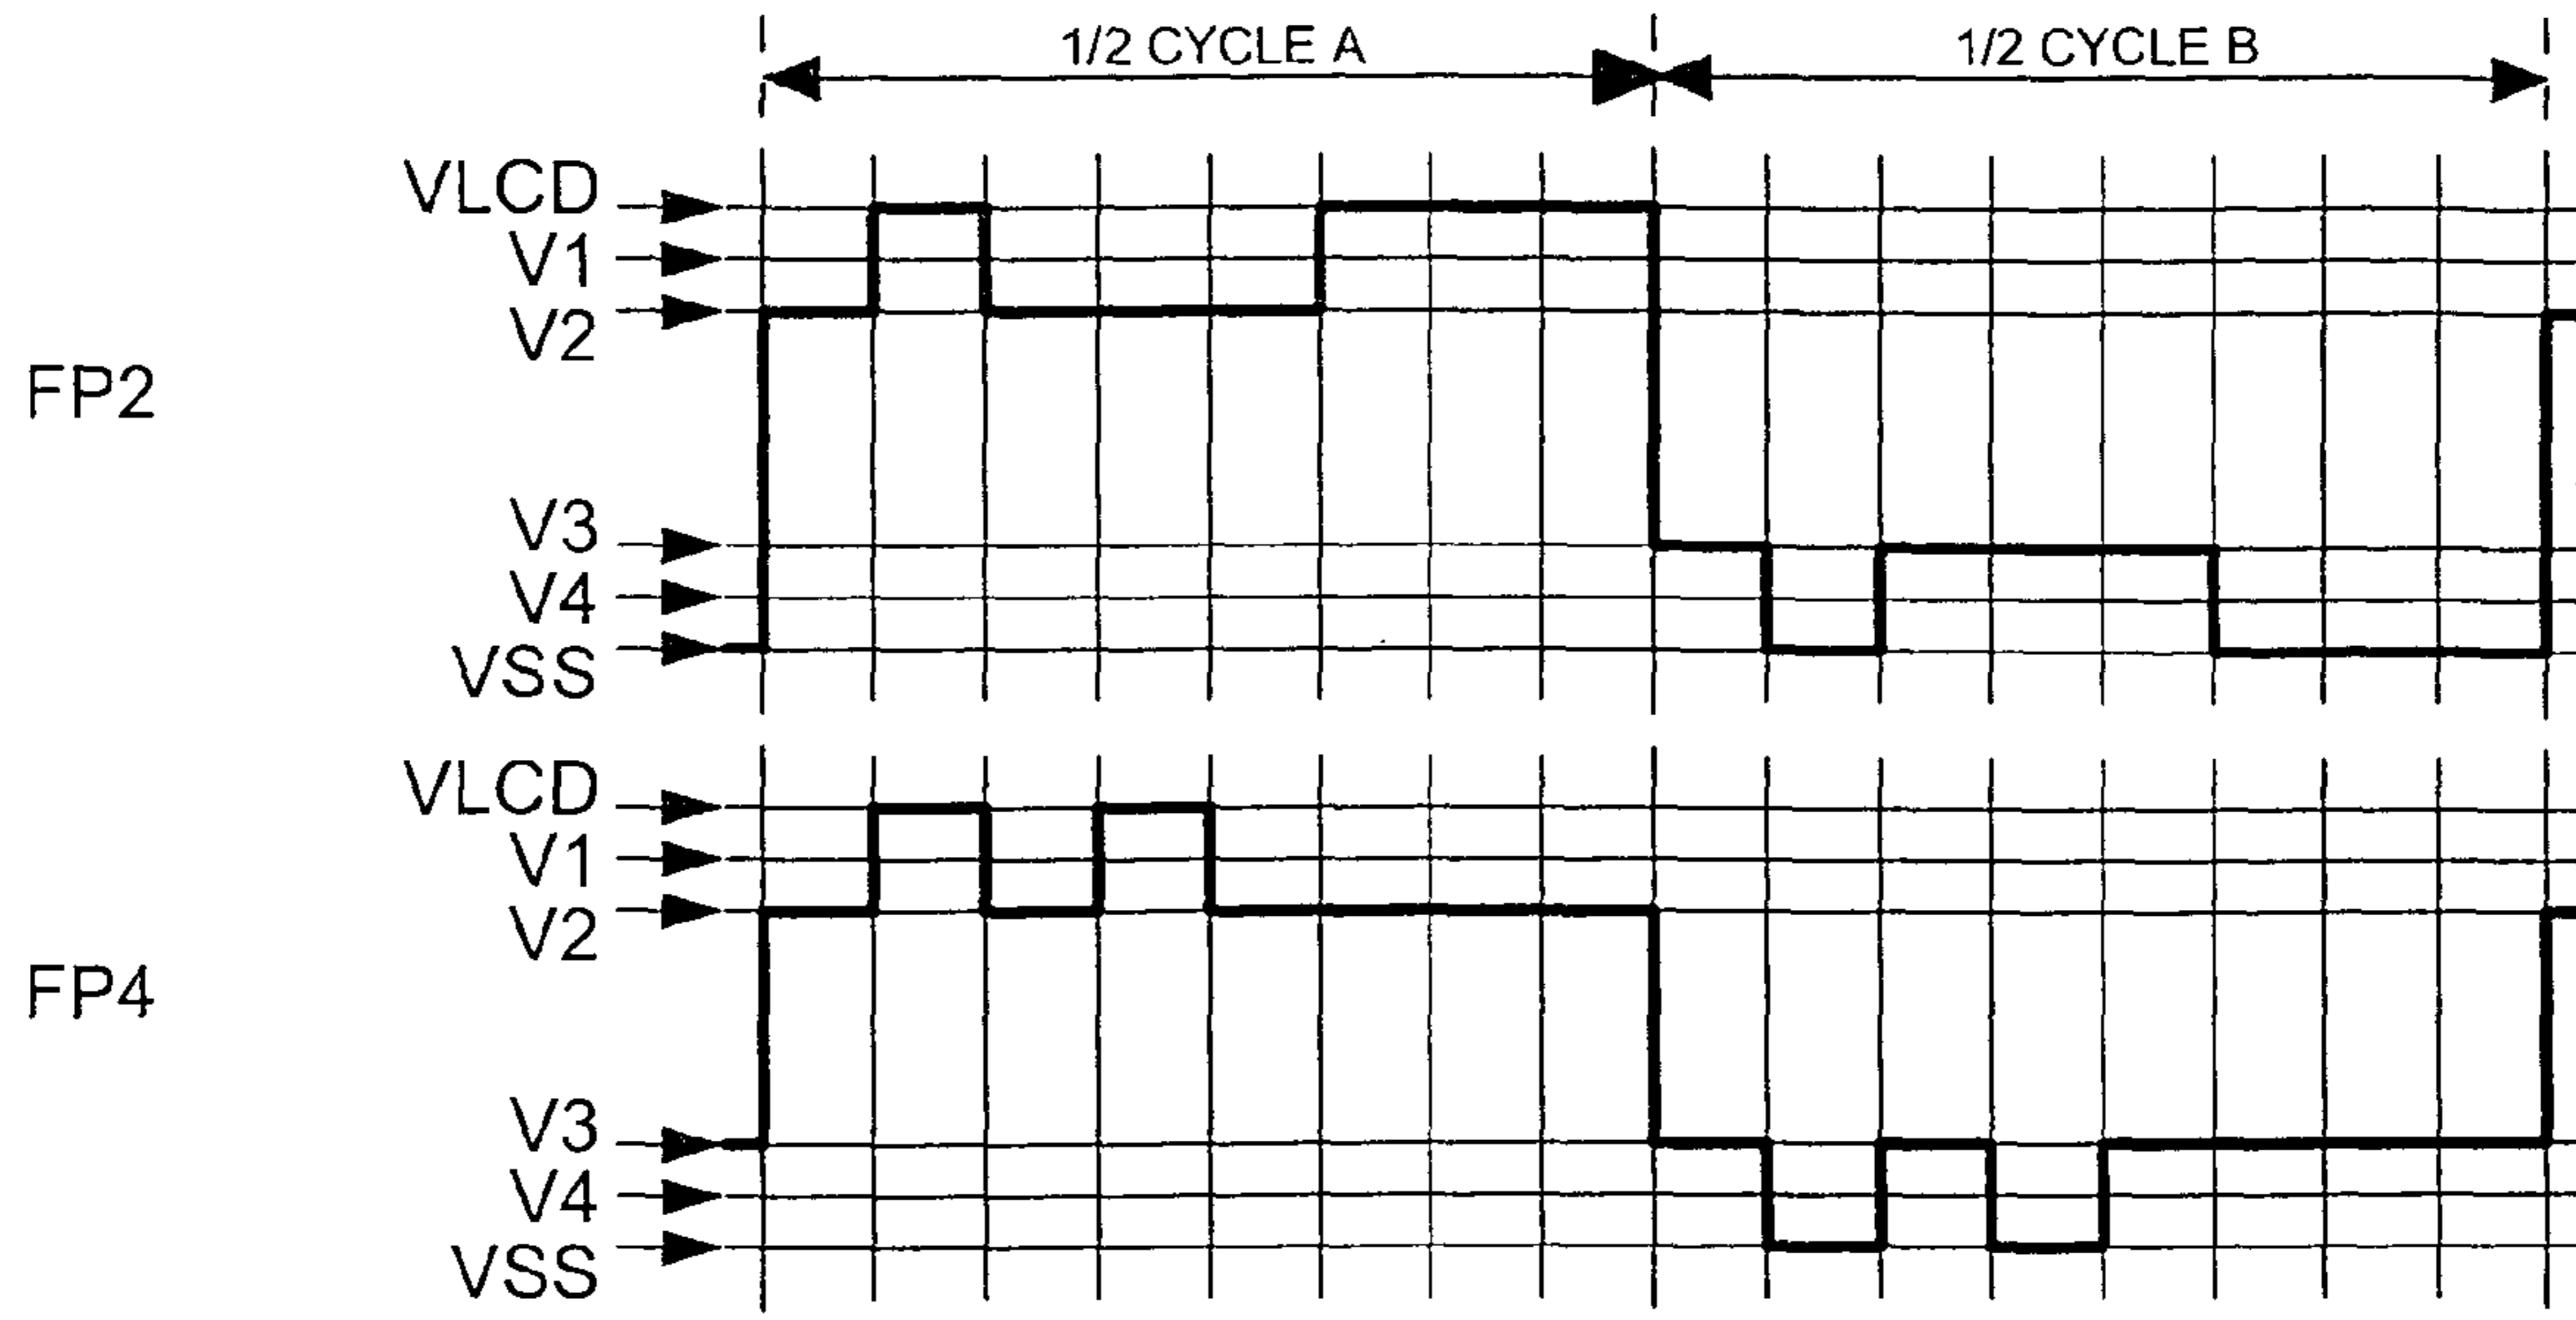 1/2 CYCLE A
1/2 CYCLE B
VLCD
V1
V2
FP2
V3
V4
VSS
VLCD
V1
V2
FP4
V3
V4
VSS